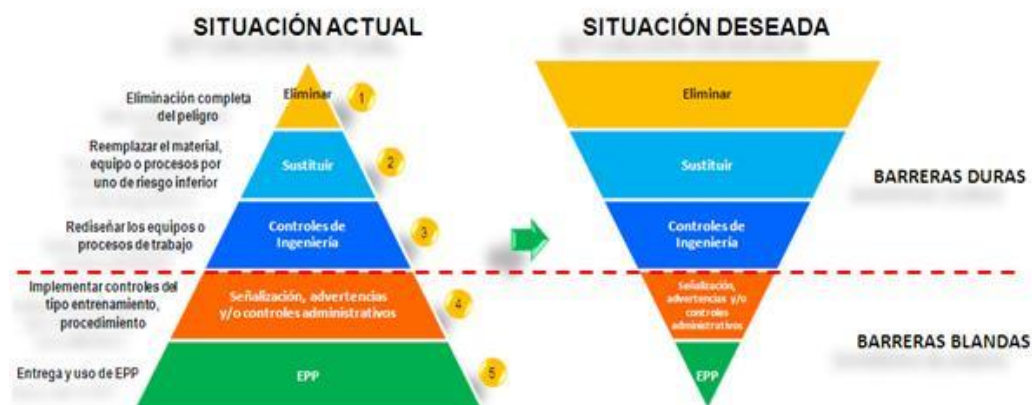 SITUACIÓN ACTUAL
SITUACIÓN DESEADA
Eliminación completa
del peligro
Eliminar
1
Eliminar
Reemplazar el material,
equipo o procesos por
uno de riesgo inferior
Sustituir
2
Sustituir
BARRERAS DURAS
Rediseñar los equipos o
procesos de trabajo
Controles de
Ingeniería
3
Controles de
Ingeniería
Implementar controles del
tipo entrenamiento,
procedimiento
Señalización, advertencias
y/o controles administrativos
4
Señalización,
advertencias
y/o
controles
administrativos
BARRERAS BLANDAS
Entrega y uso de EPP
EPP
5
EPP